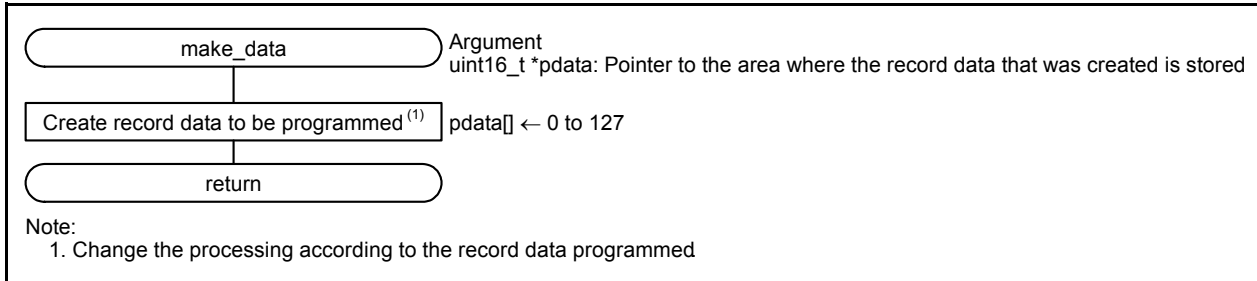 make_data
Argument
uint16_t *pdata: Pointer to the area where the record data that was created is stored
Create record data to be programmed (1)
pdata[] ← 0 to 127
return
Note:
1. Change the processing according to the record data programmed.